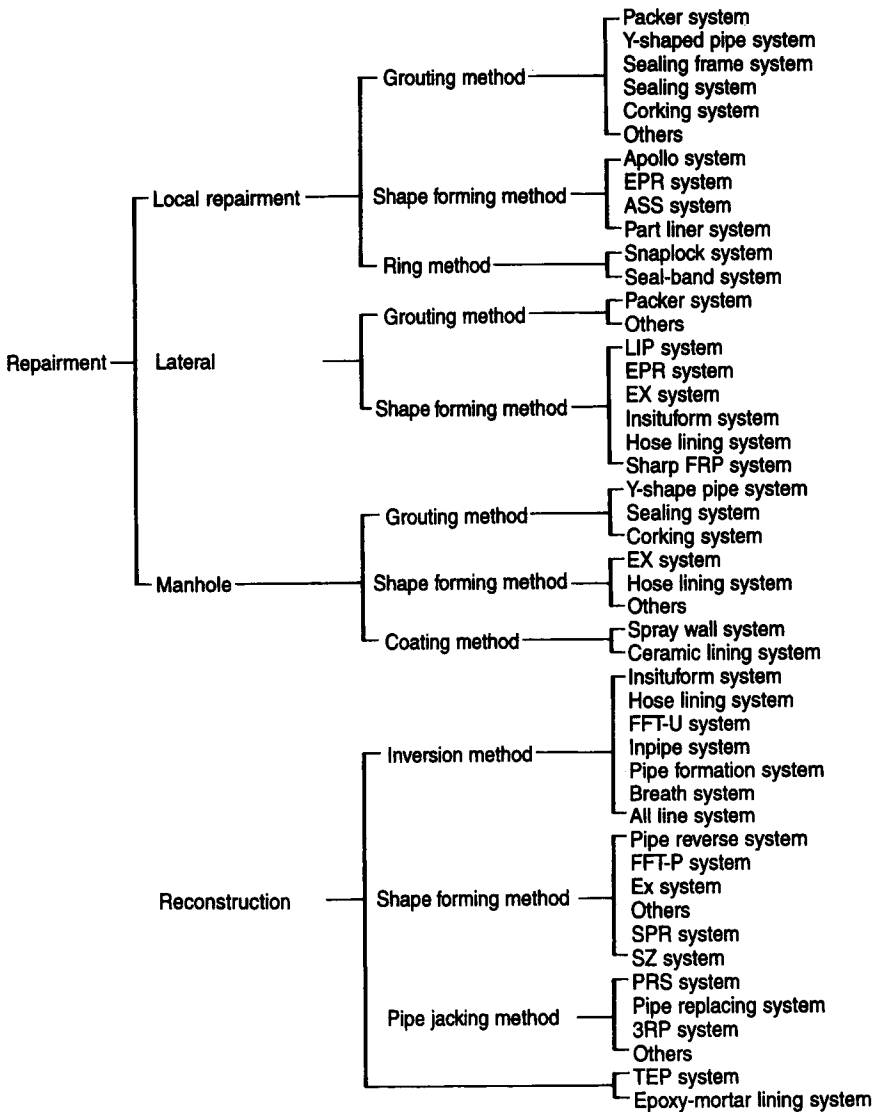 Packer system
Y-shaped pipe system
Grouting method
Sealing frame system
Sealing system
Corking system
Others
Apollo system
Local repairment
Shape forming method
EPR system
ASS system
Part liner system
Ring method
Snaplock system
Seal-band system
Grouting method
Packer system
Others
Repairment
Lateral
LIP system
EPR system
EX system
Shape forming method
Insituform system
Hose lining system
Sharp FRP system
Grouting method
Y-shape pipe system
Sealing system
Corking system
Manhole
Shape forming method
EX system
Hose lining system
Others
Coating method
Spray wall system
Ceramic lining system
Insituform system
Hose lining system
FFT-U system
Inversion method
Inpipe system
Pipe formation system
Breath system
All line system
Pipe reverse system
FFT-P system
Reconstruction
Shape forming method
Ex system
Others
SPR system
SZ system
PRS system
Pipe jacking method
Pipe replacing system
3RP system
Others
TEP system
Epoxy-mortar lining system